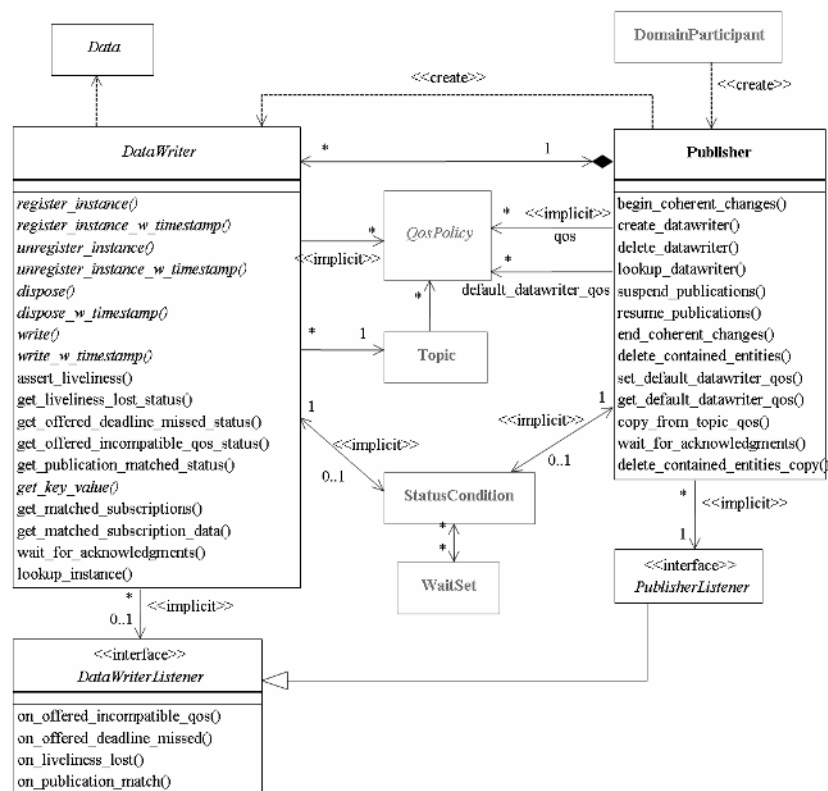 DomainParticipant
Data
<<create>>
<<create>>
DataWriter
*
1
Publisher
register_instance()
register_instance_w_timestamp()
unregister_instance()
unregister_instance_w_timestamp()
dispose()
dispose_w_timestamp()
write()
write_w_timestamp()
assert_liveliness()
get_liveliness_lost_status()
get_offered_deadline_missed_status()
get_offered_incompatible_qos_status()
get_publication_matched_status()
get_key_value()
get_matched_subscriptions()
get_matched_subscription_data()
wait_for_acknowledgments()
lookup_instance()
*
<<implicit>>
QosPolicy
*
<<implicit>>
qos
*
default_datawriter_qos
*
*
1
Topic
begin_coherent_changes()
create_datawriter()
delete_datawriter()
lookup_datawriter()
suspend_publications()
resume_publications()
end_coherent_changes()
delete_contained_entities()
set_default_datawriter_qos()
get_default_datawriter_qos()
copy_from_topic_qos()
wait_for_acknowledgments()
delete_contained_entities_copy()
1
<<implicit>>
0..1
<<implicit>>
1
0..1
StatusCondition
*
*
WaitSet
*
<<implicit>>
1
<<interface>>
PublisherListener
*
<<implicit>>
0..1
<<interface>>
DataWriterListener
on_offered_incompatible_qos()
on_offered_deadline_missed()
on_liveliness_lost()
on_publication_match()